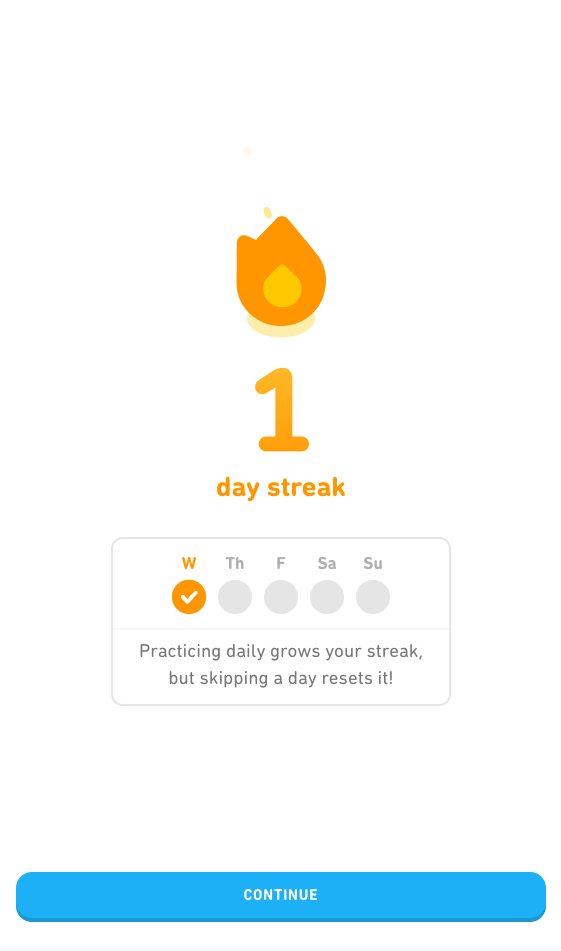 1
day streak
W Th F Sa Su
Practicing daily grows your streak,
but skipping a day resets it!
CONTINUE